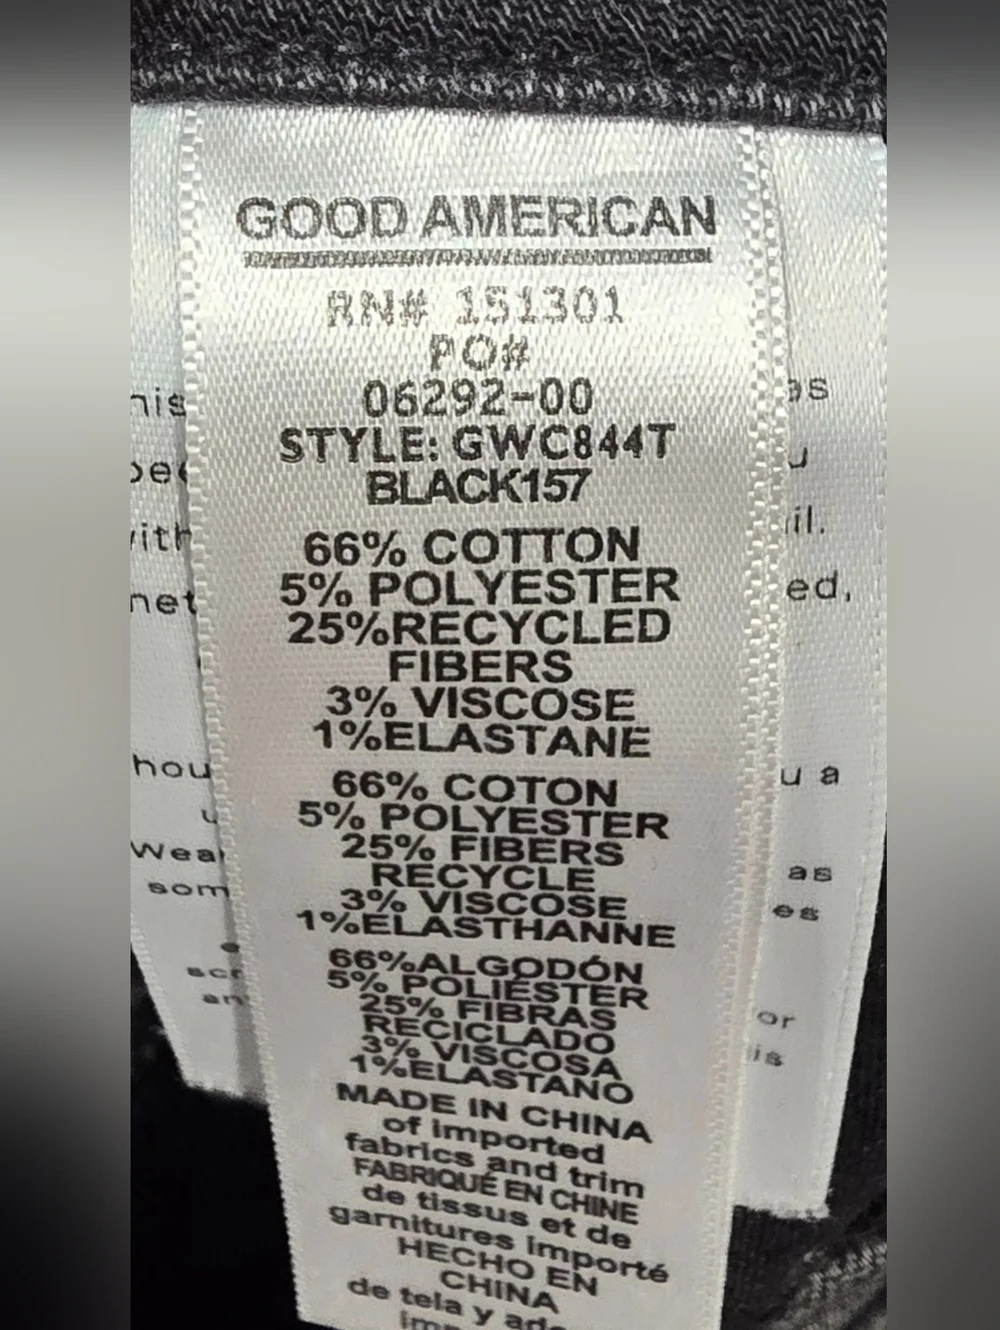 GOOD AMERICAN
RN# 151301
PO#
06292-00
STYLE: GWC844T
BLACK157
66% COTTON
5% POLYESTER
25%RECYCLED
FIBERS
3% VISCOSE
1%ELASTANE
66% COTON
5% POLYESTER
25% FIBERS
RECYCLE
3% VISCOSE
1%ELASTHANNE
66%ALGODÓN
5% POLIÉSTER
25% FIBRAS
RECICLADO
3% VISCOSA
1%ELASTANO
MADE IN CHINA
of imported
fabrics and trim
FABRIQUÉ EN CHINE
de tissus et de
garnitures importé
HECHO EN
CHINA
de tela y